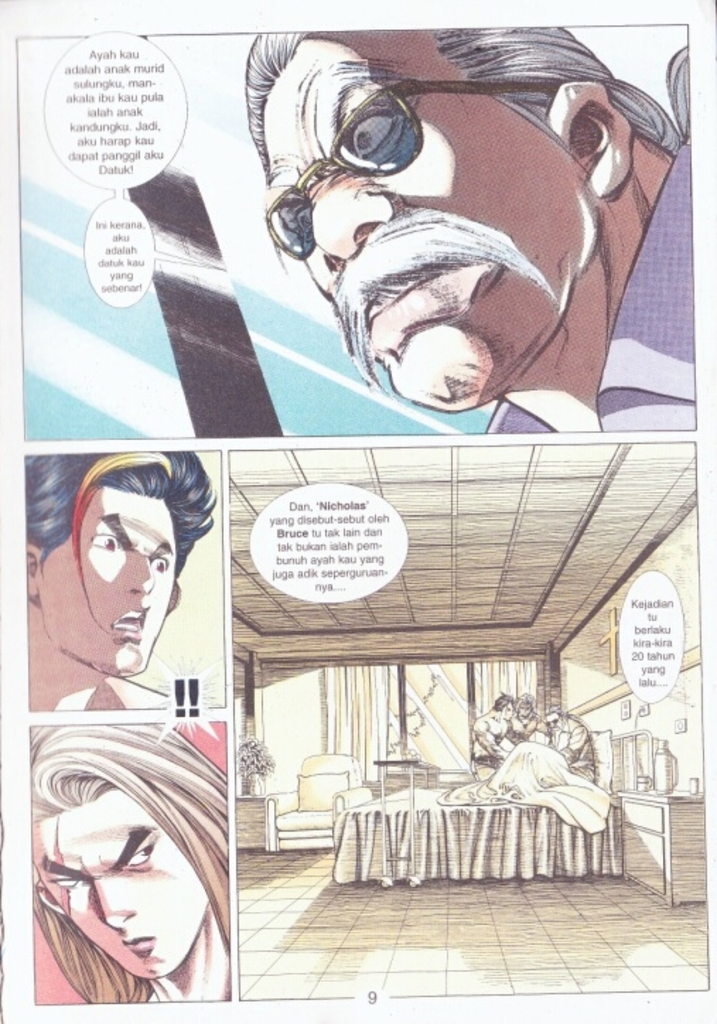 Ayah kau
adalah anak murid
sulungku, man-
akala ibu kau pula
ialah anak
kandungku. Jadi,
aku harap kau
dapat panggil aku
Datuk!
Ini kerana,
aku
adalah
datuk kau
yang
sebenar!
!!
Dan, 'Nicholas'
yang disebut-sebut oleh
Bruce tu tak lain dan
tak bukan ialah pem-
bunuh ayah kau yang
juga adik seperguruan-
nya....
Kejadian
tu
berlaku
kira-kira
20 tahun
yang
lalu....
9